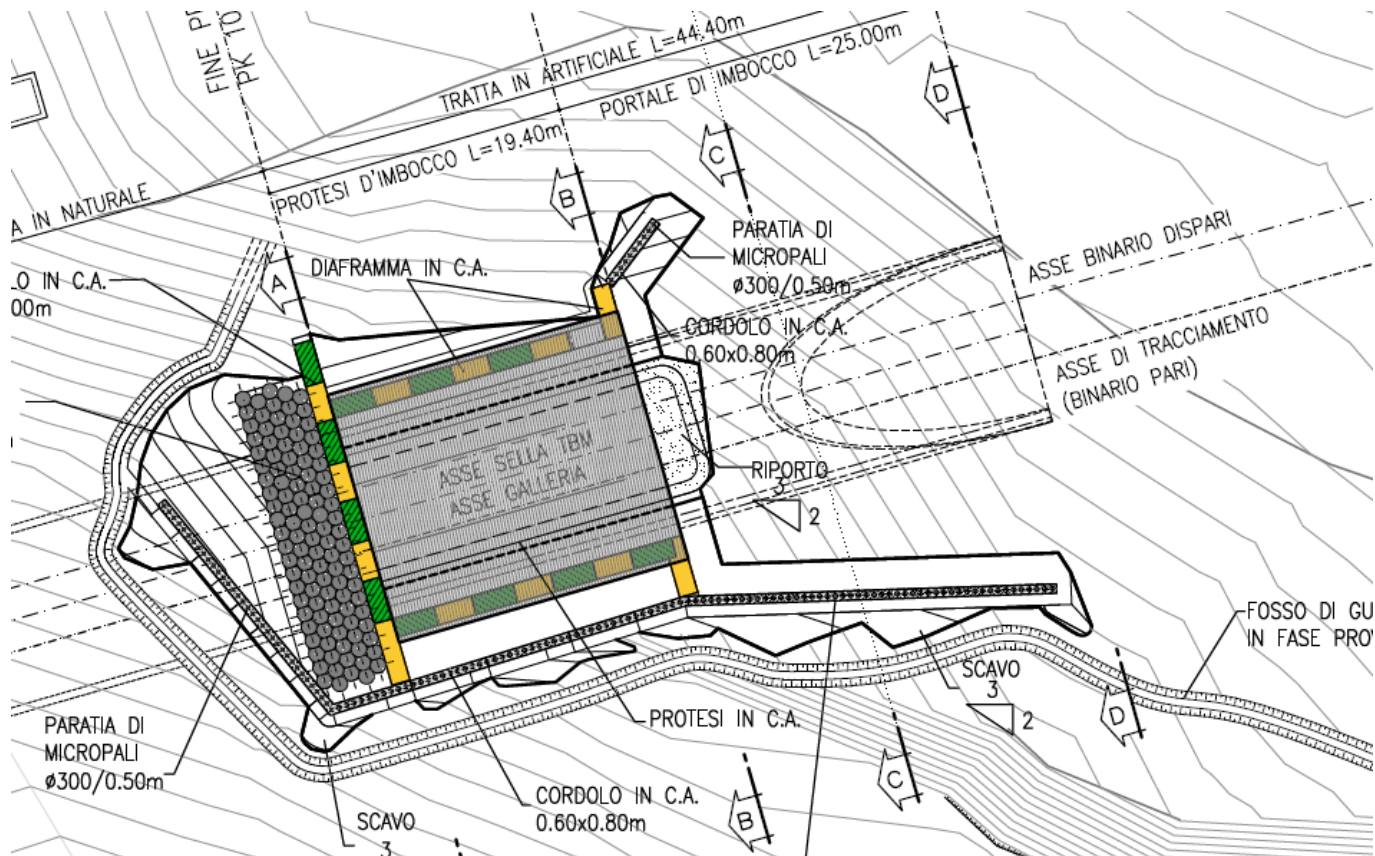 FINE
PK 10
TRATTA IN ARTIFICIALE L=44.40m
PORTALE DI IMBOCCO L=25.00m
PROTESI D'IMBOCCO L=19.40m
A IN NATURALE
D
C
B
A
PARATIA DI
MICROPALI
ø300/0.50m
DIAFRAMMA IN C.A.
LO IN C.A.
00m
CORDOLO IN C.A.
0.60x0.80m
ASSE BINARIO DISPARI
ASSE DI TRACCIAMENTO
(BINARIO PARI)
ASSE SELLA TBM
ASSE GALLERIA
RIPORTO
3
2
FOSSO DI GU
IN FASE PROV
SCAVO
3
2
PROTESI IN C.A.
PARATIA DI
MICROPALI
ø300/0.50m
D
C
B
CORDOLO IN C.A.
0.60x0.80m
SCAVO
3